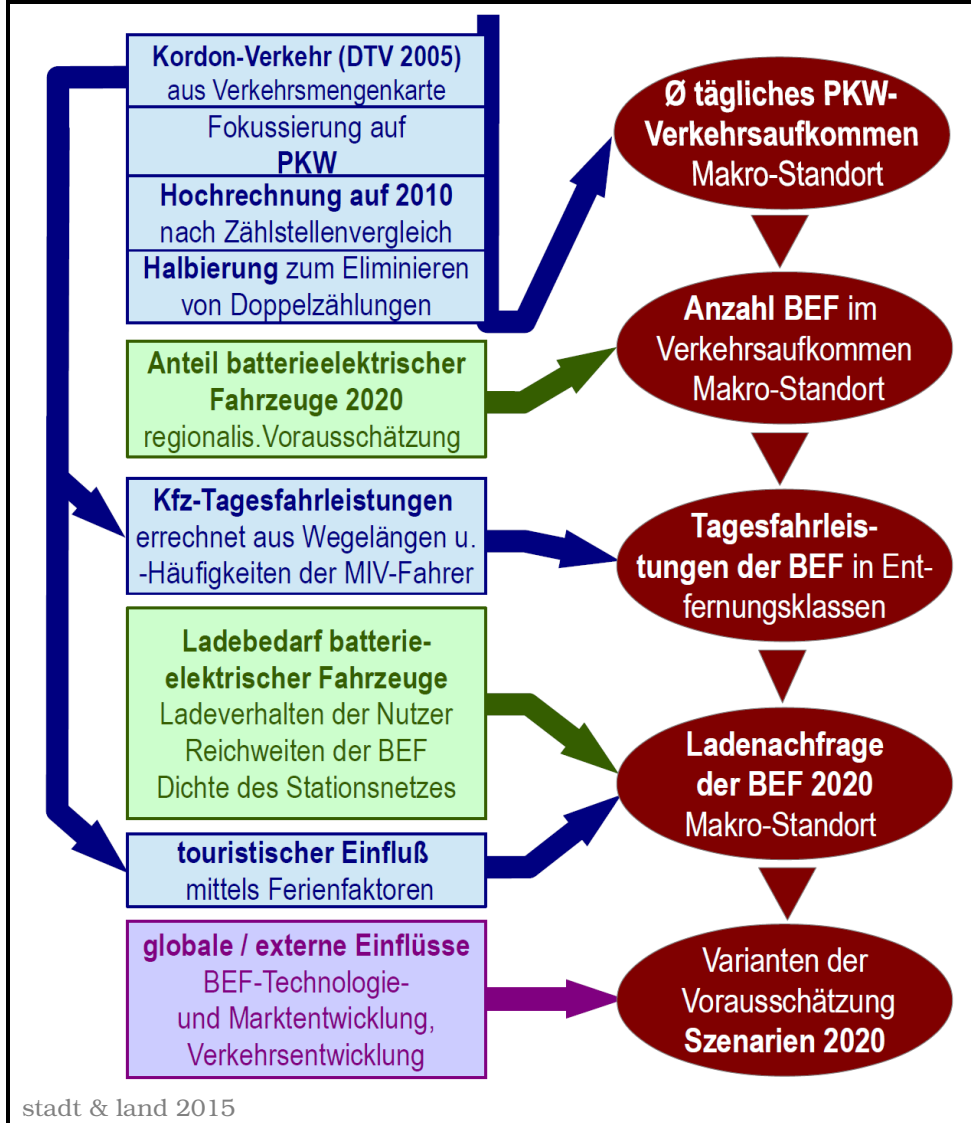 Kordon-Verkehr (DTV 2005)
aus Verkehrsmengenkarte
Fokussierung auf
PKW
Hochrechnung auf 2010
nach Zählstellenvergleich
Halbierung zum Eliminieren
von Doppelzählungen
Anteil batterieelektrischer
Fahrzeuge 2020
regionalis.Vorausschätzung
Kfz-Tagesfahrleistungen
errechnet aus Wegelängen u.
-Häufigkeiten der MIV-Fahrer
Ladebedarf batterie-
elektrischer Fahrzeuge
Ladeverhalten der Nutzer
Reichweiten der BEF
Dichte des Stationsnetzes
touristischer Einfluß
mittels Ferienfaktoren
globale / externe Einflüsse
BEF-Technologie-
und Marktentwicklung,
Verkehrsentwicklung
Ø tägliches PKW-
Verkehrsaufkommen
Makro-Standort
Anzahl BEF im
Verkehrsaufkommen
Makro-Standort
Tagesfahrleis-
tungen der BEF in Ent-
fernungsklassen
Ladenachfrage
der BEF 2020
Makro-Standort
Varianten der
Vorausschätzung
Szenarien 2020
stadt & land 2015